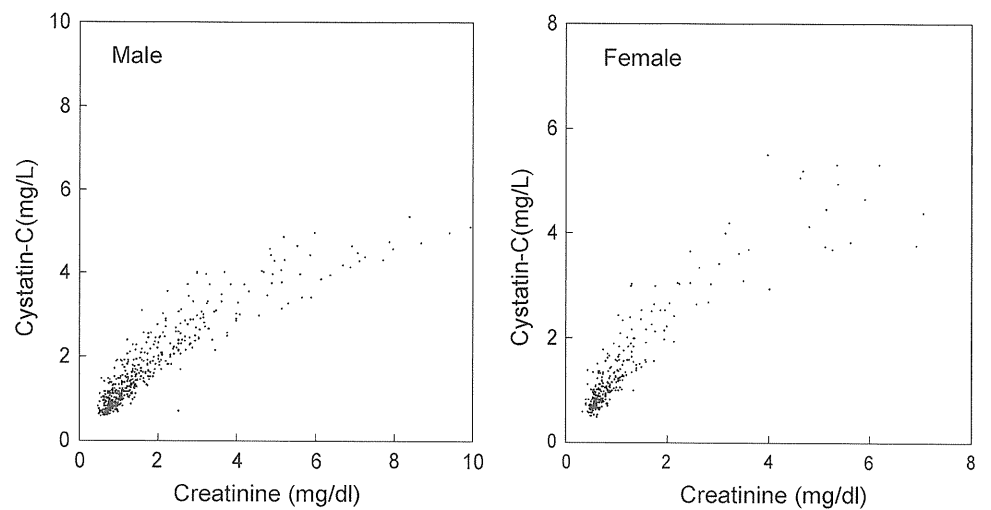 Male
10
8
6
4
2
0
Cystatin-C(mg/L)
0 2 4 6 8 10
Creatinine (mg/dl)
Female
8
6
4
2
0
Cystatin-C(mg/L)
0 2 4 6 8
Creatinine (mg/dl)